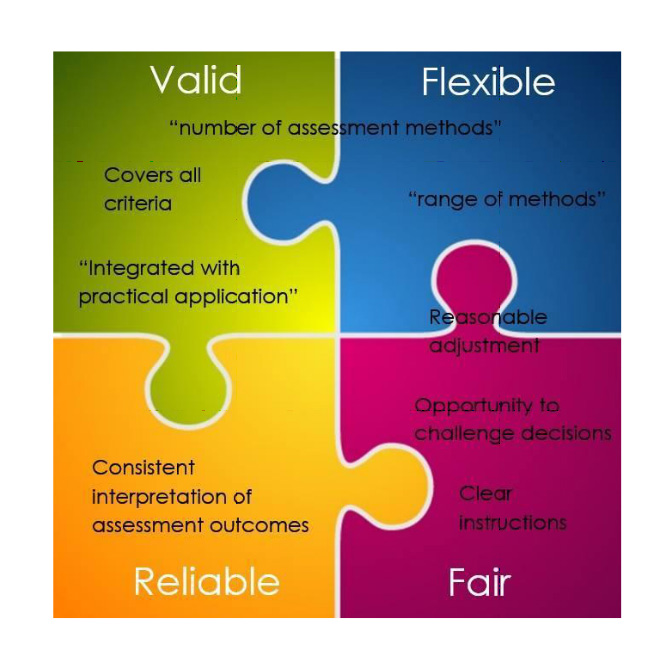 Valid
Flexible
“number of assessment methods”
Covers all
criteria
“range of methods”
“Integrated with
practical application”
Reasonable
adjustment
Opportunity to
challenge decisions
Consistent
interpretation of
assessment outcomes
Clear
instructions
Reliable
Fair